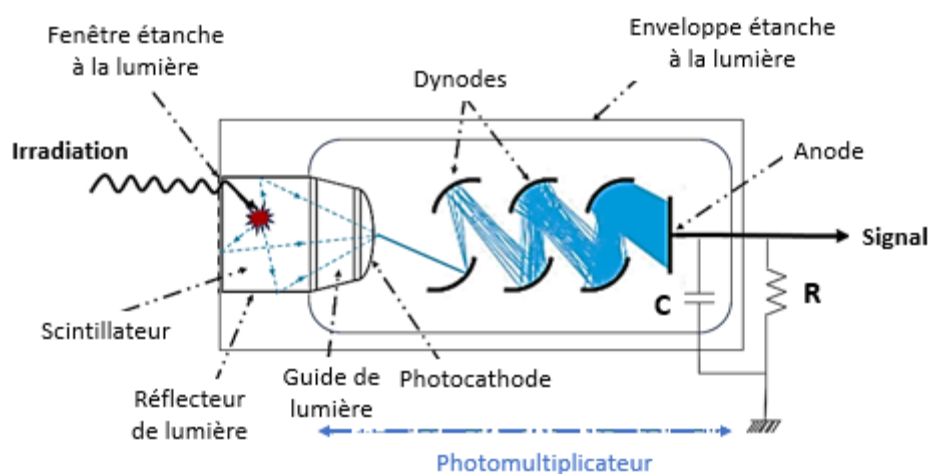 Fenêtre étanche
à la lumière
Enveloppe étanche
à la lumière
Dynodes
Irradiation
Anode
Signal
C
R
Scintillateur
Réflecteur
de lumière
Guide de
lumière
Photocathode
Photomultiplicateur